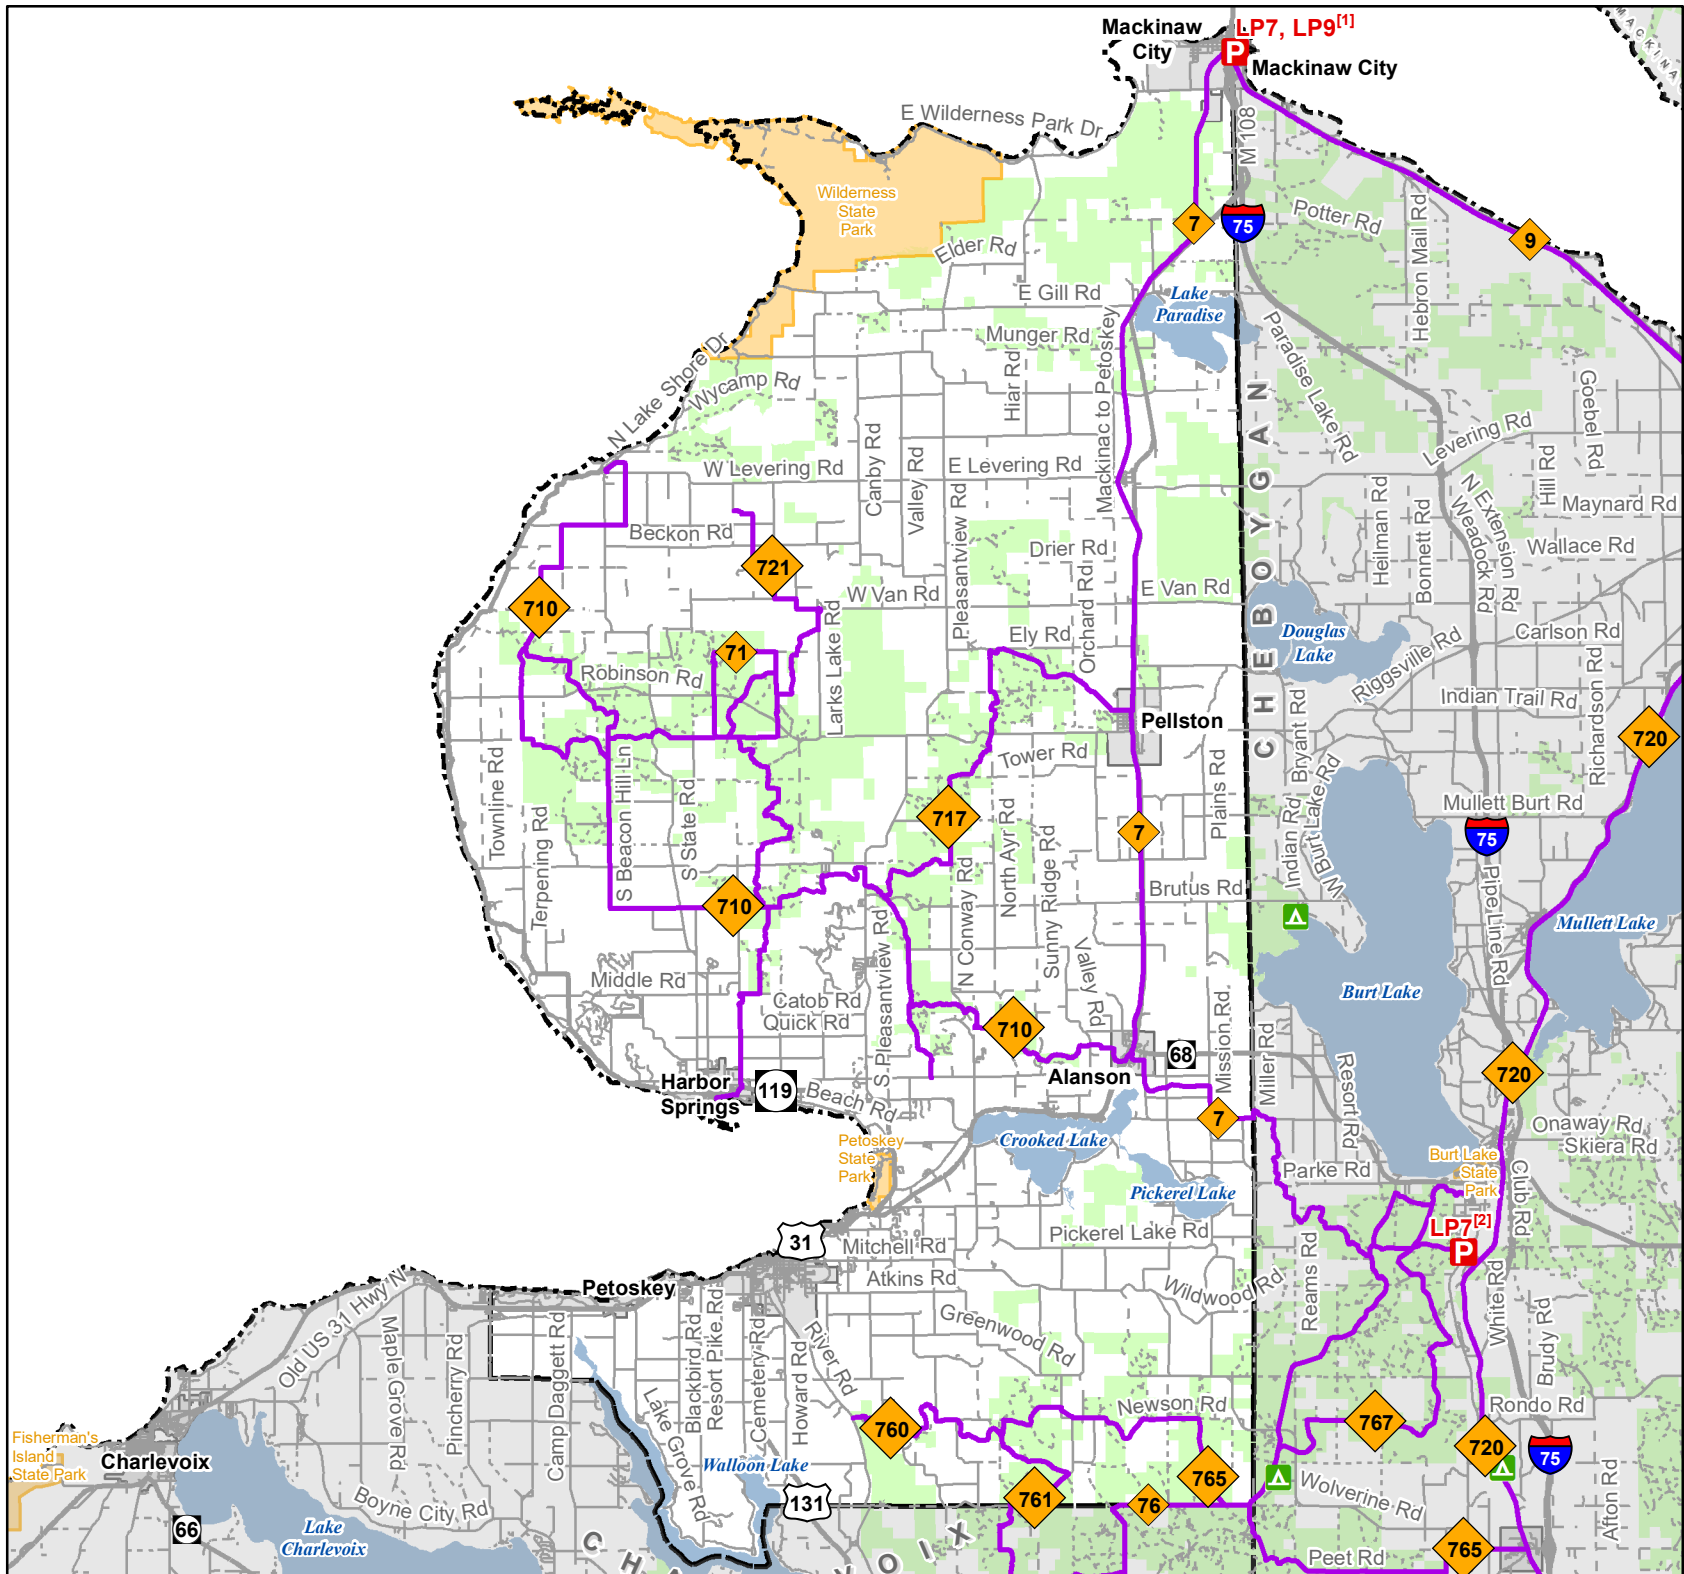 Mackinaw
City
LP7, LP9[1]
P
Mackinaw City
MACKINAC
E Wilderness Park Dr
M 108
Wilderness
State
Park
7
75
Potter Rd
Hebron Mail Rd
9
Elder Rd
E Gill Rd
Lake
Paradise
Munger Rd
Mackinac to Petoskey
Paradise Lake Rd
Hiar Rd
N Lake Shore Dr
Wycamp Rd
Goebel Rd
Levering Rd
Canby Rd
Valley Rd
W Levering Rd
E Levering Rd
Pleasantview Rd
Hill Rd
Maynard Rd
N Extension Rd
Weadock Rd
Heilman Rd
Bonnett Rd
Beckon Rd
Drier Rd
Wallace Rd
721
710
W Van Rd
E Van Rd
Orchard Rd
CHEBOYGAN
Larks Lake Rd
Ely Rd
Douglas
Lake
Carlson Rd
Riggsville Rd
71
Robinson Rd
Indian Trail Rd
Richardson Rd
Bryant Rd
Pellston
720
Tower Rd
Townline Rd
S Beacon Hill Ln
S State Rd
Terpening Rd
717
7
North Ayr Rd
Plains Rd
Indian Rd
W Burt Lake Rd
Mullett Burt Rd
75
Pipe Line Rd
Sunny Ridge Rd
N Conway Rd
Brutus Rd
710
Mullett Lake
S Pleasantview Rd
Valley Rd
Middle Rd
Catob Rd
Quick Rd
Burt Lake
Mission Rd
Miller Rd
710
68
Resort Rd
720
Alanson
Harbor
Springs
119
Beach Rd
7
Crooked Lake
Onaway Rd
Skiera Rd
Petoskey
State
Park
Burt Lake
State
Park
Club Rd
Parke Rd
Pickerel Lake
LP7[2]
P
31
Mitchell Rd
Pickerel Lake Rd
Reams Rd
Atkins Rd
Wildwood Rd
White Rd
Petoskey
Old US 31 Hwy N
Maple Grove Rd
Pincherry Rd
Camp Daggett Rd
Blackbird Rd
Resort Pike Rd
Cemetery Rd
Howard Rd
River Rd
Greenwood Rd
Brudy Rd
Lake Grove Rd
Newson Rd
Rondo Rd
760
767
720
75
Fisherman's
Island
State Park
Charlevoix
Walloon Lake
765
761
76
131
Wolverine Rd
Afton Rd
Boyne City Rd
66
Lake
Charlevoix
CHA
VOIX
Peet Rd
765